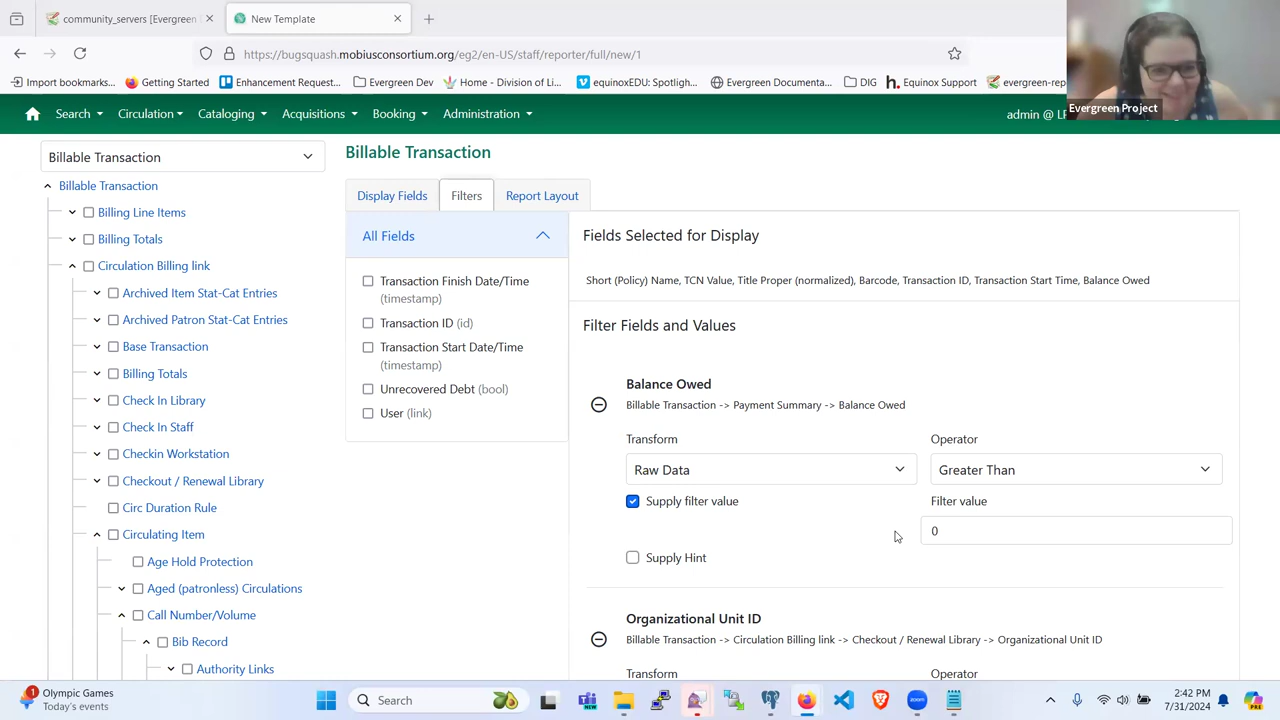 community_servers [Evergreen
New Template
https://bugsquash.mobiusconsortium.org/eg2/en-US/staff/reporter/full/new/1
Import bookmarks...
Getting Started
Enhancement Request...
Evergreen Dev
Home - Division of Li...
equinoxEDU: Spotligh...
Evergreen Documenta...
DIG
Equinox Support
evergreen-rep
Evergreen Project
Search
Circulation
Cataloging
Acquisitions
Booking
Administration
admin @
Billable Transaction
Billable Transaction
Billing Line Items
Billing Totals
Circulation Billing link
Archived Item Stat-Cat Entries
Archived Patron Stat-Cat Entries
Base Transaction
Billing Totals
Check In Library
Check In Staff
Checkin Workstation
Checkout / Renewal Library
Circ Duration Rule
Circulating Item
Age Hold Protection
Aged (patronless) Circulations
Call Number/Volume
Bib Record
Authority Links
Billable Transaction
Display Fields
Filters
Report Layout
All Fields
Transaction Finish Date/Time
(timestamp)
Transaction ID (id)
Transaction Start Date/Time
(timestamp)
Unrecovered Debt (bool)
User (link)
Fields Selected for Display
Short (Policy) Name, TCN Value, Title Proper (normalized), Barcode, Transaction ID, Transaction Start Time, Balance Owed
Filter Fields and Values
Balance Owed
Billable Transaction -> Payment Summary -> Balance Owed
Transform
Operator
Raw Data
Greater Than
Supply filter value
Filter value
0
Supply Hint
Organizational Unit ID
Billable Transaction -> Circulation Billing link -> Checkout / Renewal Library -> Organizational Unit ID
Transform
Operator
1
Olympic Games
Today's events
Search
NEW
zoom
2:42 PM
7/31/2024
PRE